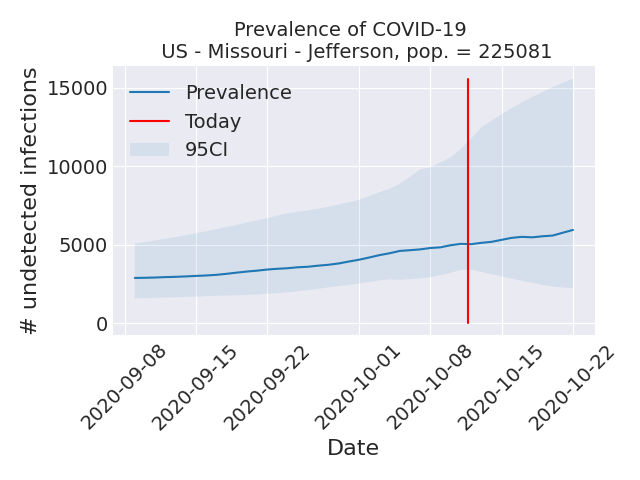 Prevalence of COVID-19
US - Missouri - Jefferson, pop. = 225081
# undetected infections
15000
10000
5000
0
Prevalence
Today
95CI
2020-09-08
2020-09-15
2020-09-22
2020-10-01
2020-10-08
2020-10-15
2020-10-22
Date